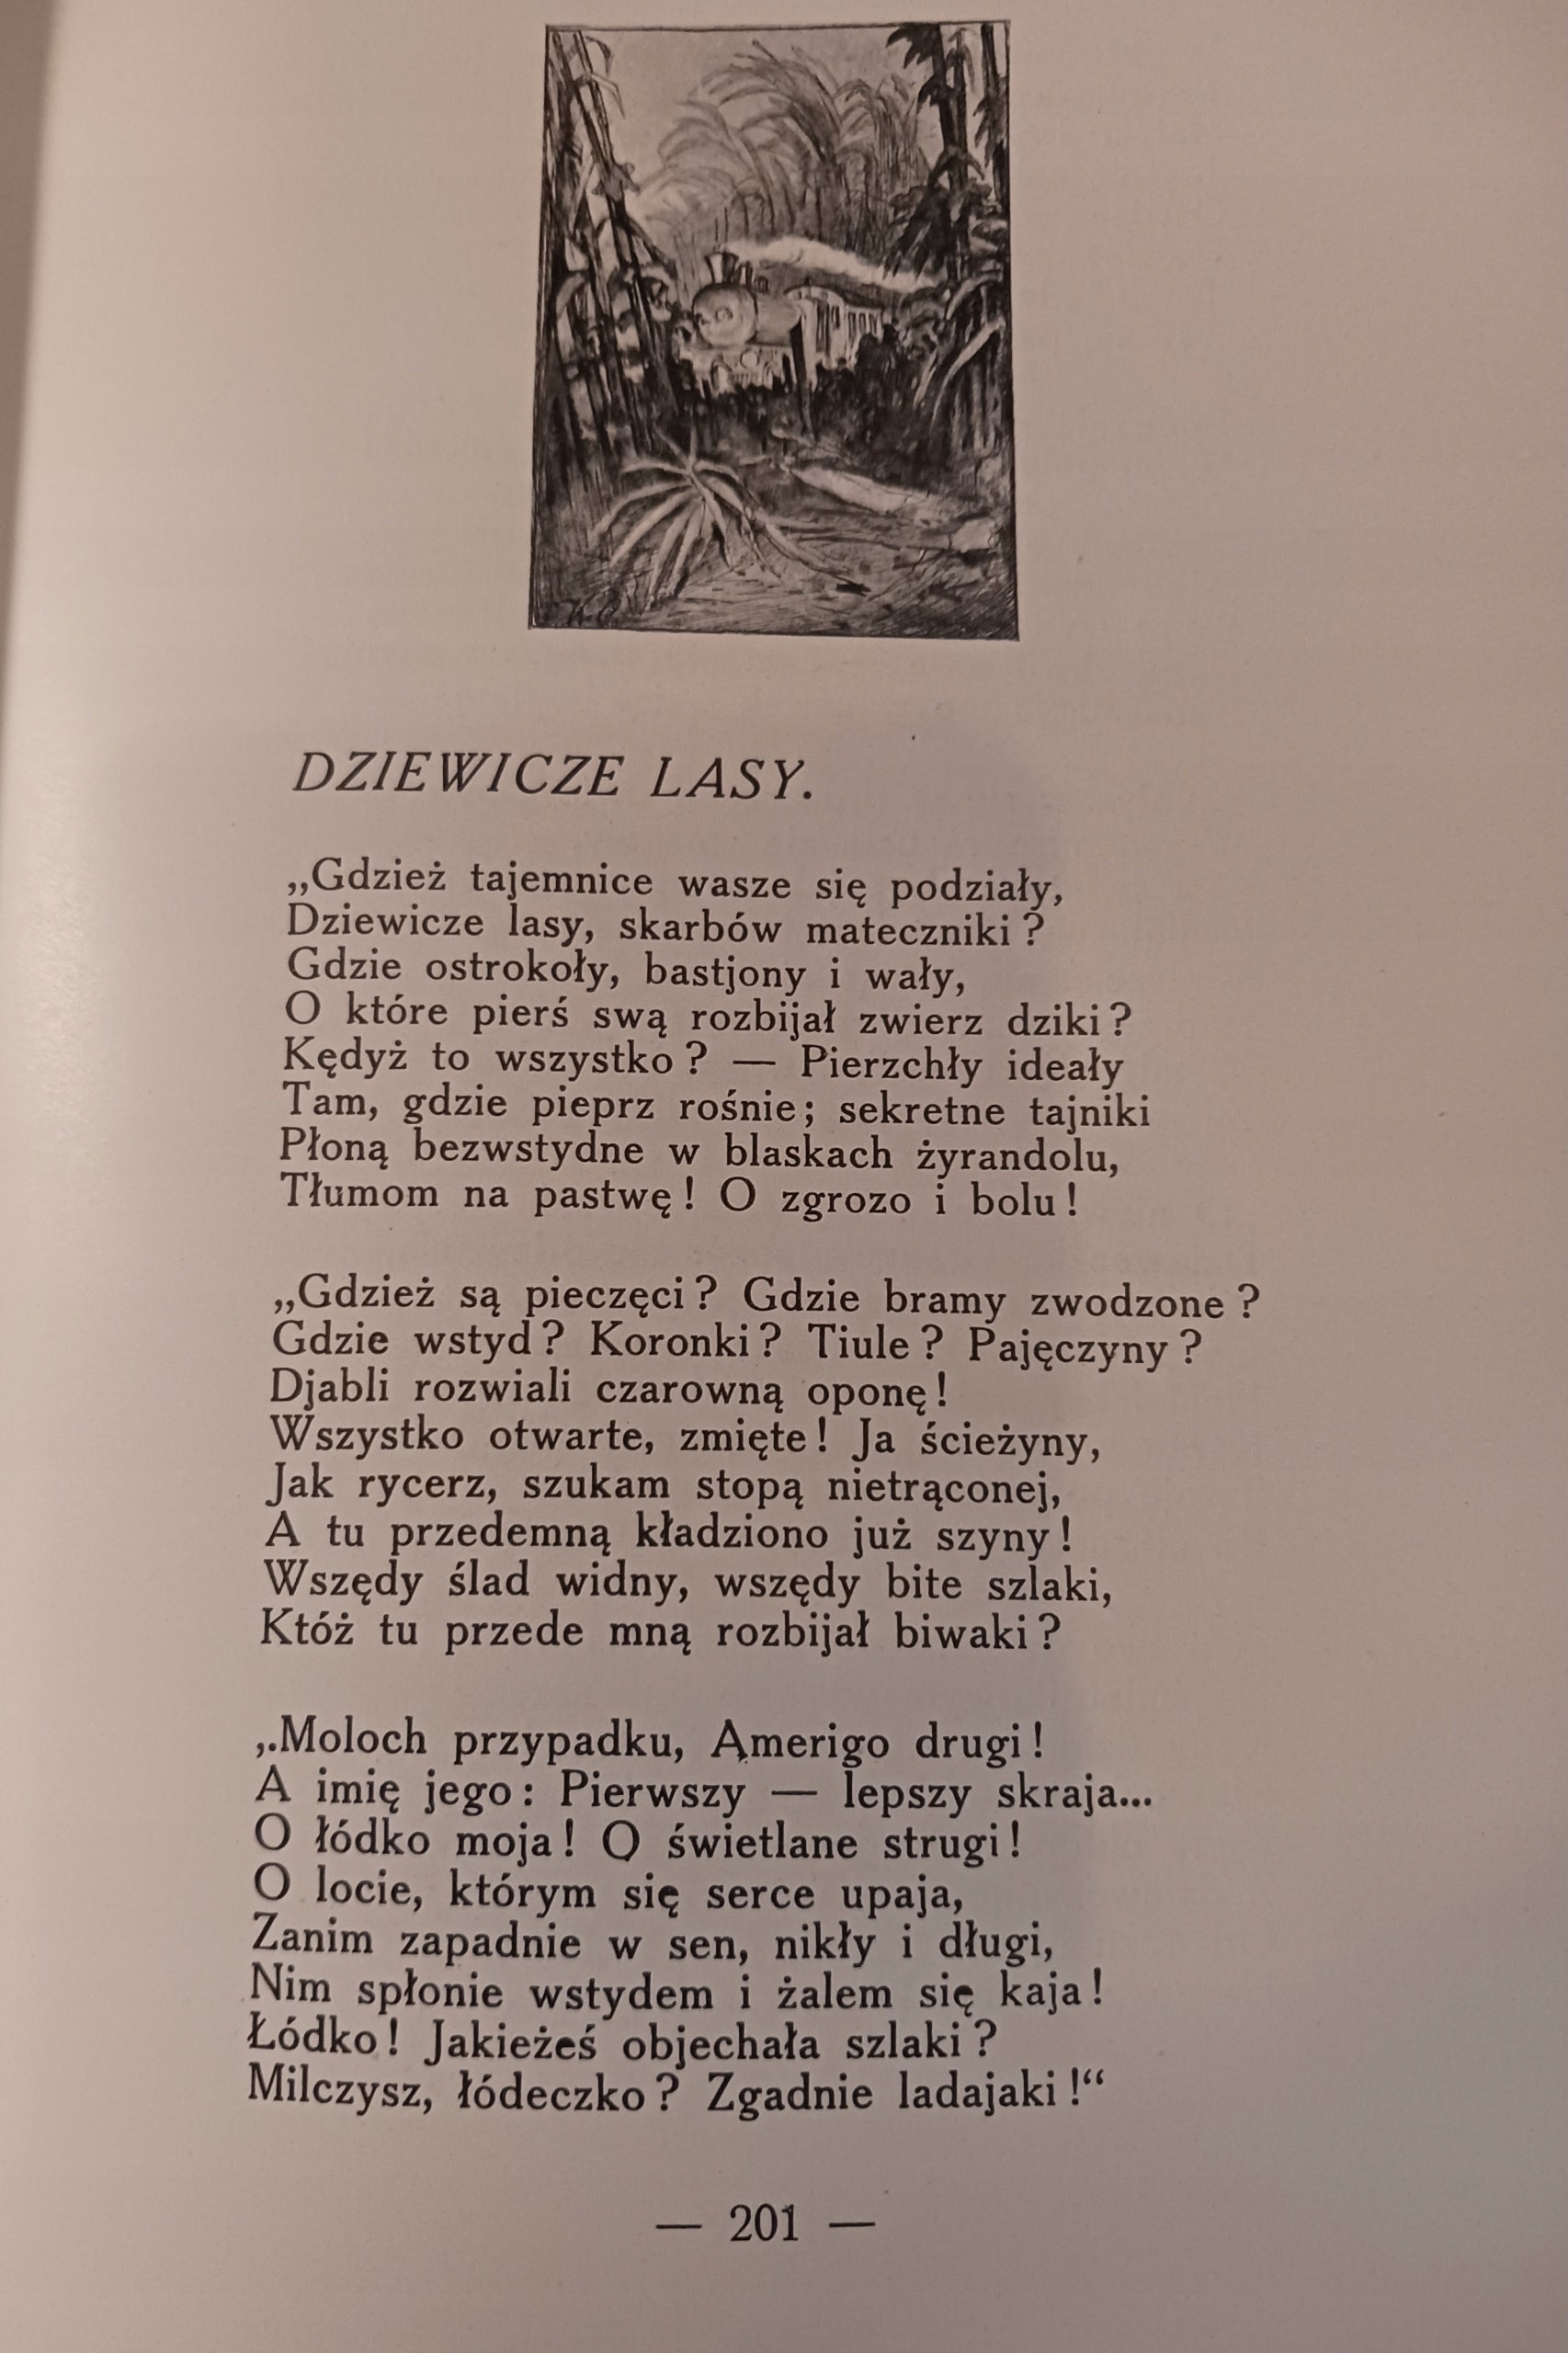 DZIEWICZE LASY.
„Gdzież tajemnice wasze się podziały,
Dziewicze lasy, skarbów mateczniki ?
Gdzie ostrokoły, bastjony i wały,
O które pierś swą rozbijał zwierz dziki ?
Kędyż to wszystko ? — Pierzchły ideały
Tam, gdzie pieprz rośnie ; sekretne tajniki
Płoną bezwstydne w blaskach żyrandolu,
Tłumom na pastwę ! O zgrozo i bolu !
„Gdzież są pieczęci ? Gdzie bramy zwodzone ?
Gdzie wstyd ? Koronki ? Tiule ? Pajęczyny ?
Djabli rozwiali czarowną oponę !
Wszystko otwarte, zmięte ! Ja ścieżyny,
Jak rycerz, szukam stopą nietrąconej,
A tu przedemną kładziono już szyny !
Wszędy ślad widny, wszędy bite szlaki,
Któż tu przede mną rozbijał biwaki ?
„Moloch przypadku, Amerigo drugi !
A imię jego : Pierwszy — lepszy skraja...
O łódko moja ! O świetlane strugi !
O locie, którym się serce upaja,
Zanim zapadnie w sen, nikły i długi,
Nim spłonie wstydem i żalem się kaja !
Łódko ! Jakieżeś objechała szlaki ?
Milczysz, łódeczko ? Zgadnie ladajaki !“
— 201 —